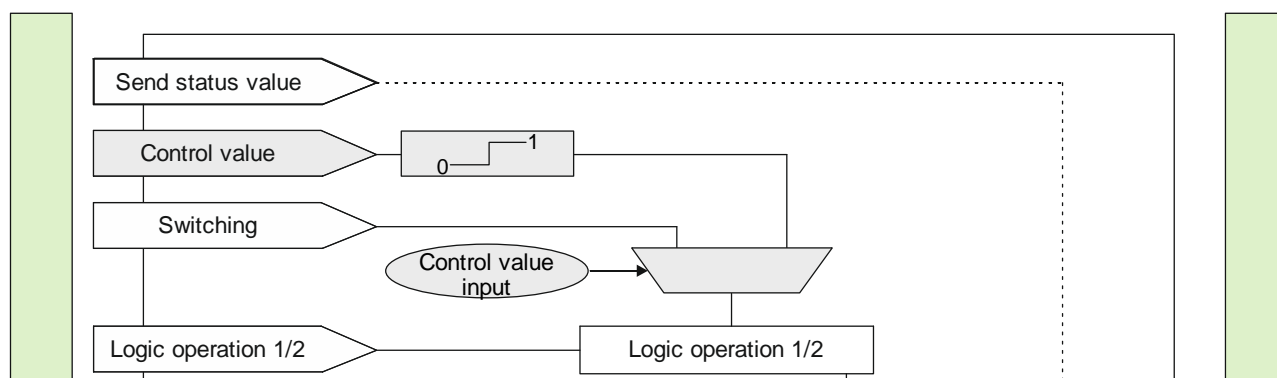 Send status value
Control value
1
0
Switching
Control value
input
Logic operation 1/2
Logic operation 1/2